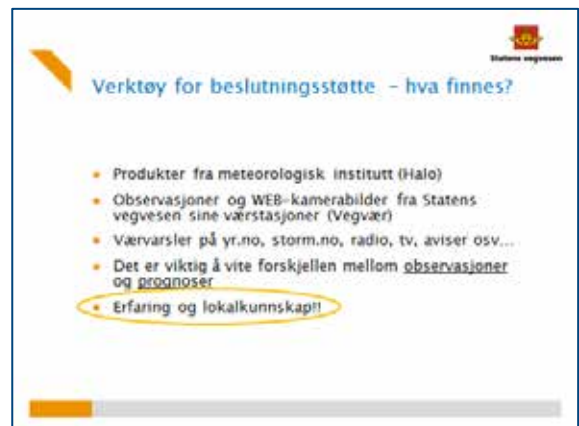 Statens vegvesen
Verktøy for beslutningsstøtte – hva finnes?
• Produkter fra meteorologisk institutt (Halo)
• Observasjoner og WEB-kamerabilder fra Statens
vegvesen sine værstasjoner (Vegvær)
• Værvarsler på yr.no, storm.no, radio, tv, aviser osv...
• Det er viktig å vite forskjellen mellom observasjoner
og prognoser
• Erfaring og lokalkunnskap!!